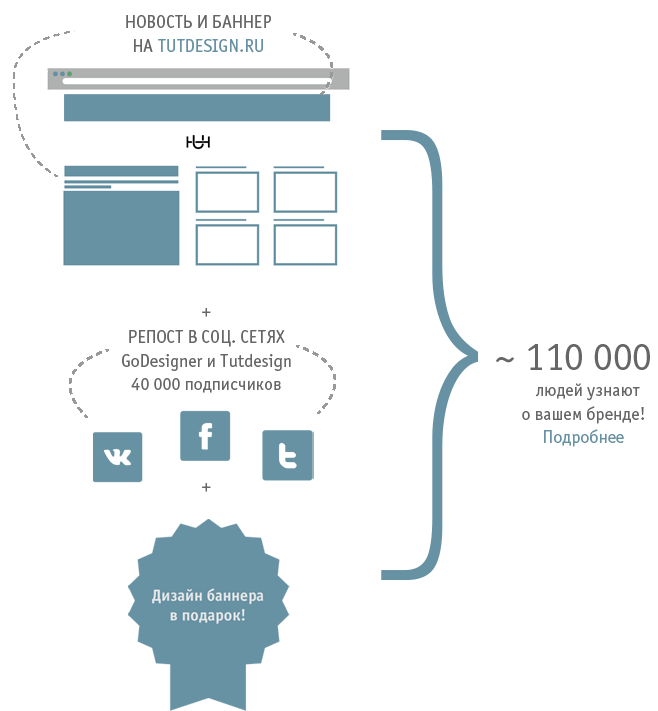 НОВОСТЬ И БАННЕР
НА TUTDESIGN.RU
+
РЕПОСТ В СОЦ. СЕТЯХ
GoDesigner и Tutdesign
40 000 подписчиков
+
Дизайн баннера
в подарок!
~ 110 000
людей узнают
о вашем бренде!
Подробнее